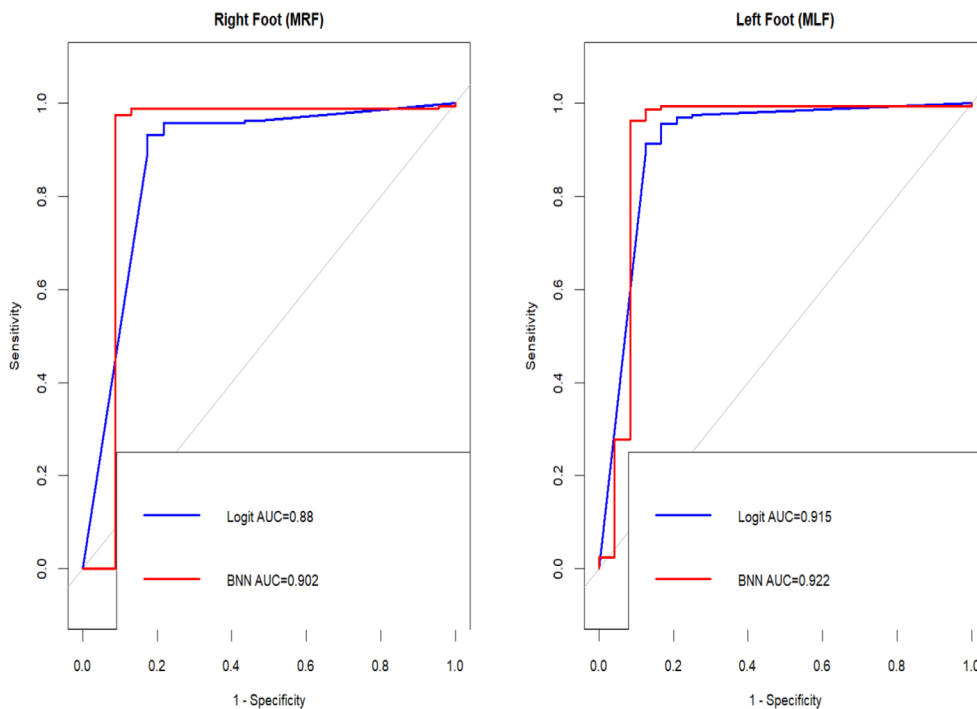 Right Foot (MRF)
Sensitivity
1.0
0.8
0.6
0.4
0.2
0.0
Logit AUC=0.88
BNN AUC=0.902
0.0 0.2 0.4 0.6 0.8 1.0
1 - Specificity
Left Foot (MLF)
Sensitivity
1.0
0.8
0.6
0.4
0.2
0.0
Logit AUC=0.915
BNN AUC=0.922
0.0 0.2 0.4 0.6 0.8 1.0
1 - Specificity